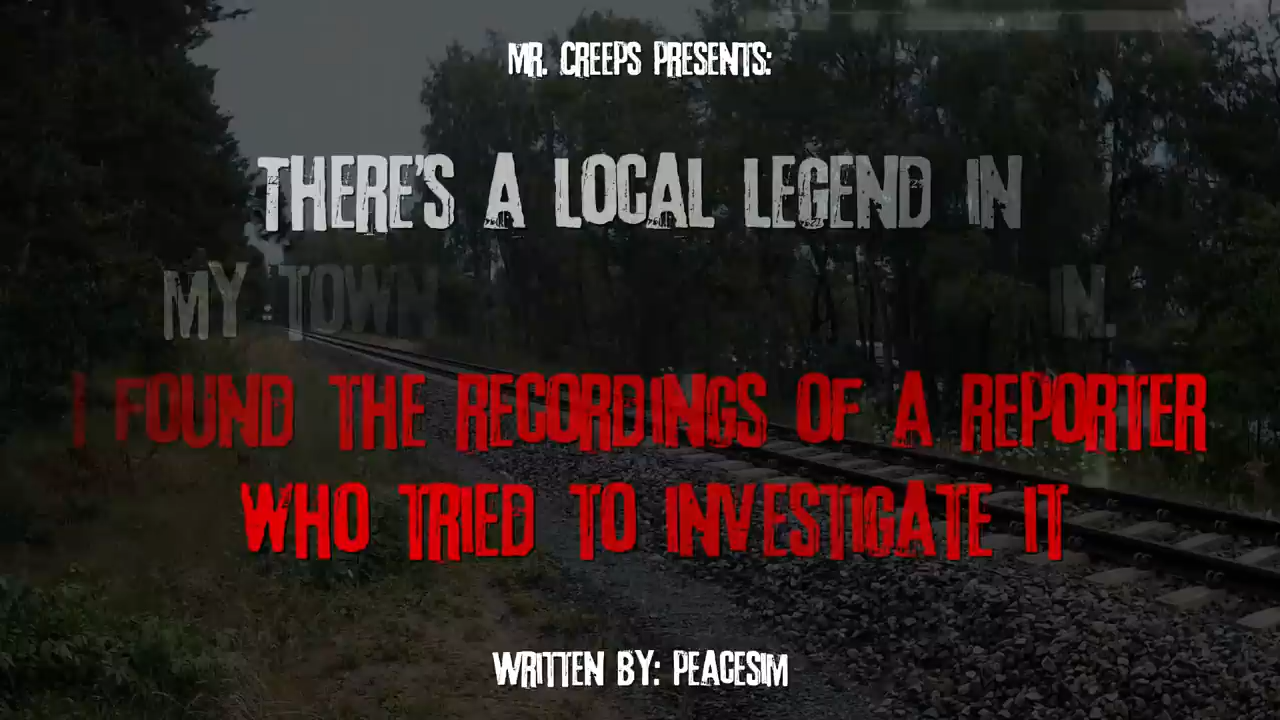 MR. CREEPS PRESENTS:
THERE'S A LOCAL LEGEND IN
MY TOWN IN.
I FOUND THE RECORDINGS OF A REPORTER
WHO TRIED TO INVESTIGATE IT
WRITTEN BY: PEACESIM